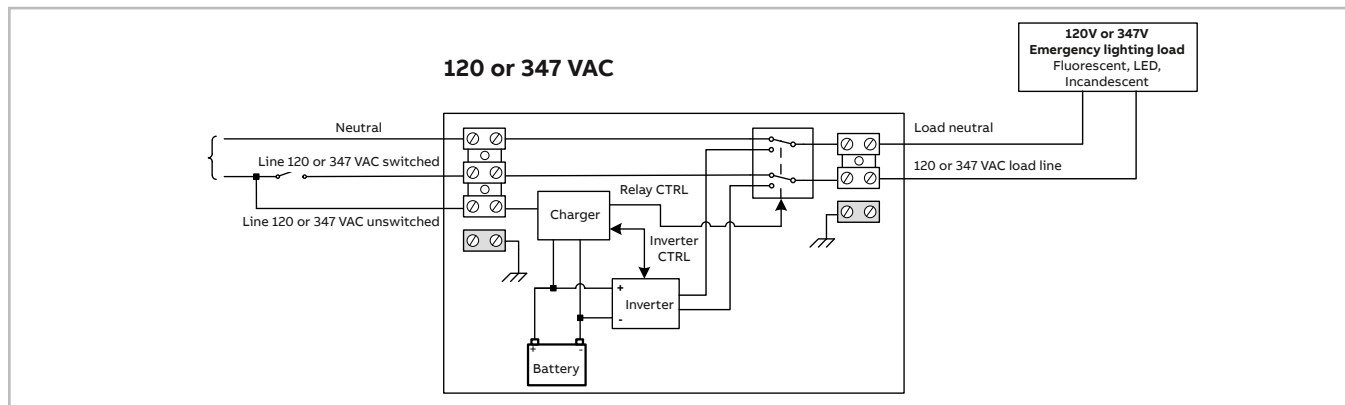 120V or 347V
Emergency lighting load
Fluorescent, LED,
Incandescent
120 or 347 VAC
Neutral
Line 120 or 347 VAC switched
Line 120 or 347 VAC unswitched
Relay CTRL
Charger
Inverter
CTRL
+
Inverter
-
+ -
Battery
Load neutral
120 or 347 VAC load line